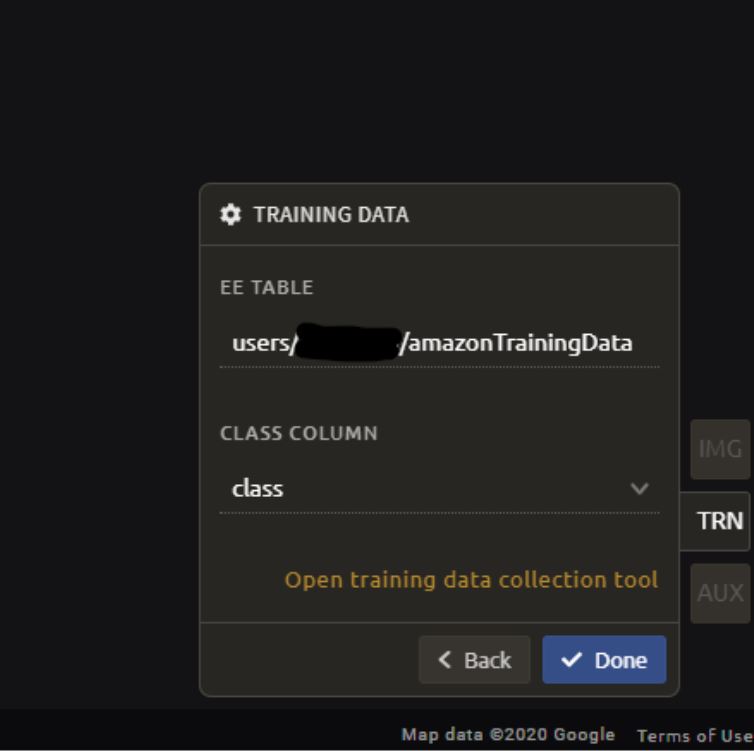 TRAINING DATA
EE TABLE
users/ /amazonTrainingData
CLASS COLUMN
class
IMG
TRN
Open training data collection tool
AUX
Back
Done
Map data ©2020 Google Terms of Use